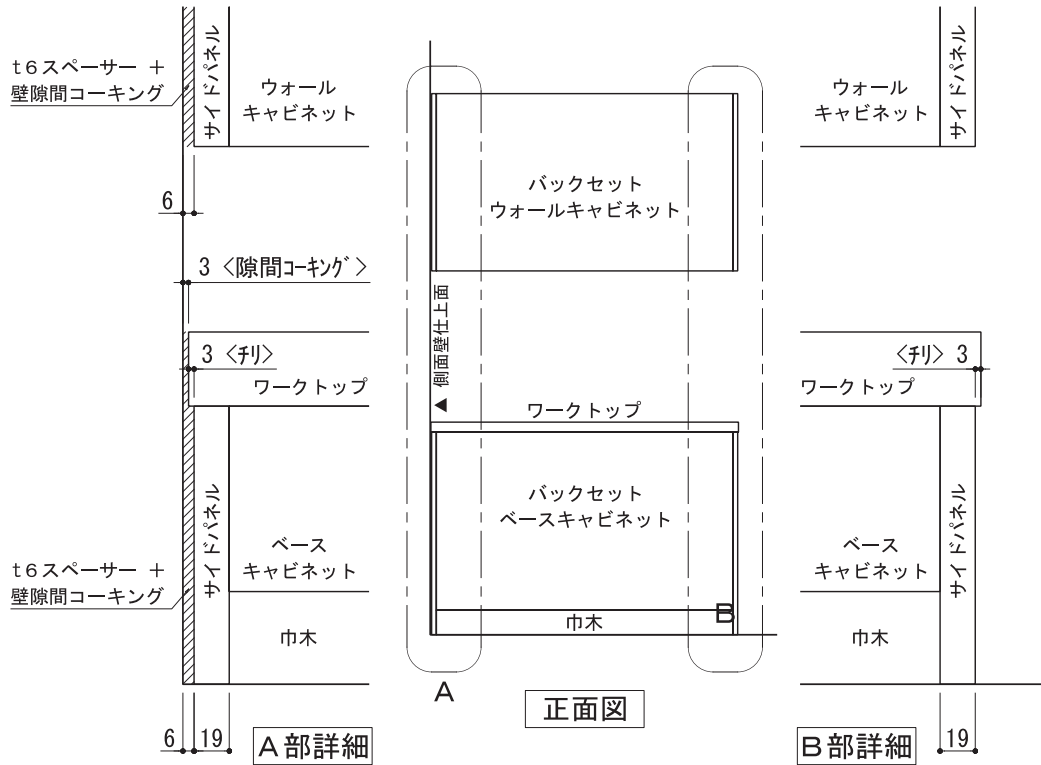 t6スペーサー +
壁隙間コーキング
サイドパネル
ウォール
キャビネット
6
3 <隙間コーキング>
3 <チリ>
ワークトップ
サイドパネル
ベース
キャビネット
t6スペーサー +
壁隙間コーキング
巾木
6
19
A部詳細
バックセット
ウォールキャビネット
▲ 側面壁仕上面
ワークトップ
バックセット
ベースキャビネット
巾木
A
B
正面図
ウォール
キャビネット
サイドパネル
<チリ> 3
ワークトップ
ベース
キャビネット
サイドパネル
巾木
B部詳細
19